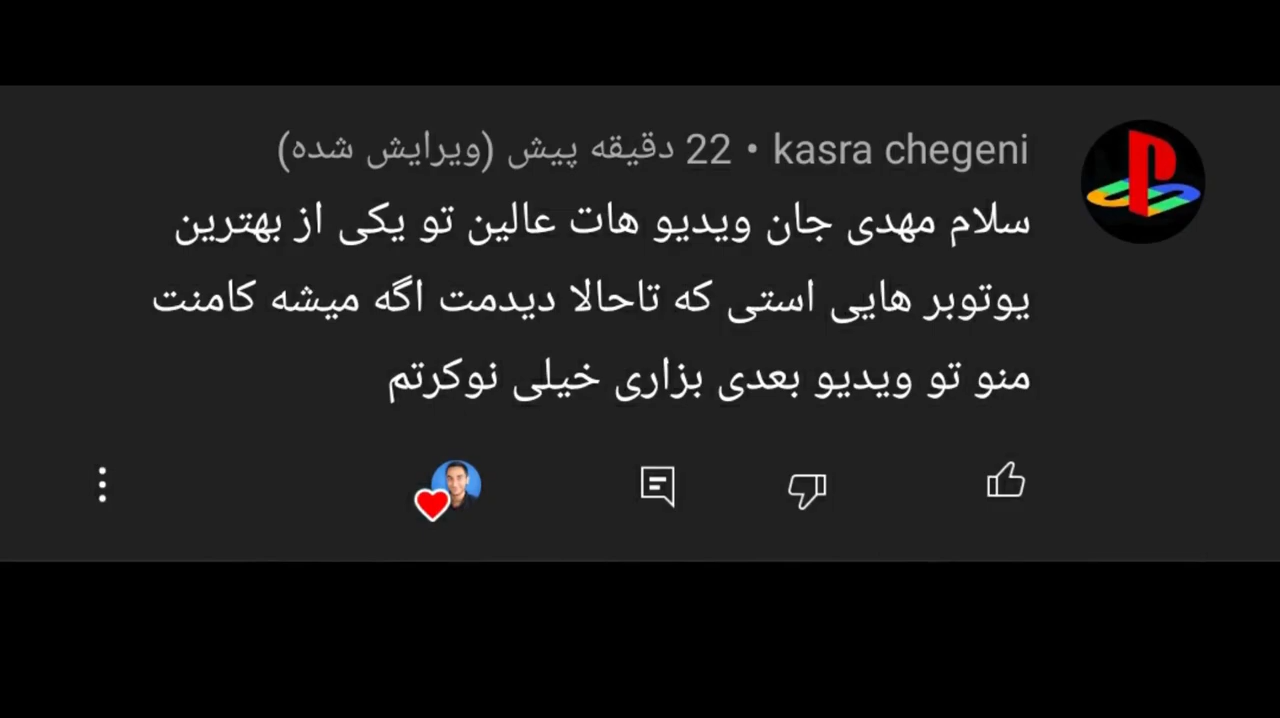 kasra chegeni • 22 دقیقه پیش (ویرایش شده)
سلام مهدی جان ویدیو هات عالین تو یکی از بهترین
یوتوبر هایی استی که تاحالا دیدمت اگه میشه کامنت
منو تو ویدیو بعدی بزاری خیلی نوکرتم